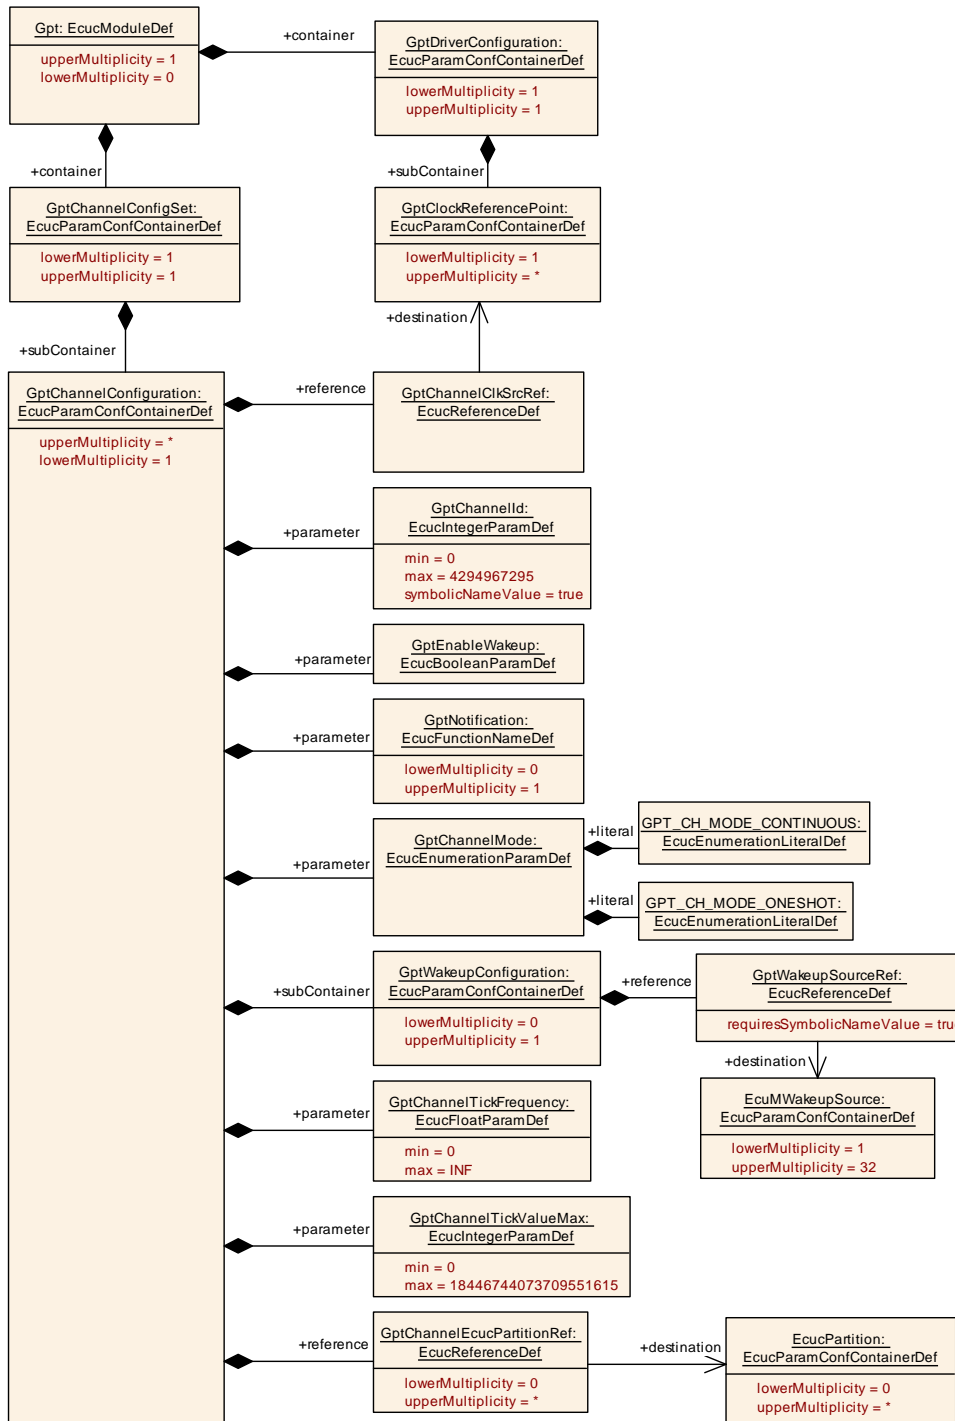 Gpt: EcucModuleDef
upperMultiplicity = 1
lowerMultiplicity = 0
+container
GptDriverConfiguration:
EcucParamConfContainerDef
lowerMultiplicity = 1
upperMultiplicity = 1
+container
+subContainer
GptChannelConfigSet:
EcucParamConfContainerDef
lowerMultiplicity = 1
upperMultiplicity = 1
GptClockReferencePoint:
EcucParamConfContainerDef
lowerMultiplicity = 1
upperMultiplicity = *
+destination
+subContainer
GptChannelConfiguration:
EcucParamConfContainerDef
upperMultiplicity = *
lowerMultiplicity = 1
+reference
GptChannelClkSrcRef:
EcucReferenceDef
+parameter
GptChannelId:
EcucIntegerParamDef
min = 0
max = 4294967295
symbolicNameValue = true
+parameter
GptEnableWakeup:
EcucBooleanParamDef
+parameter
GptNotification:
EcucFunctionNameDef
lowerMultiplicity = 0
upperMultiplicity = 1
+parameter
GptChannelMode:
EcucEnumerationParamDef
+literal
GPT_CH_MODE_CONTINUOUS:
EcucEnumerationLiteralDef
+literal
GPT_CH_MODE_ONESHOT:
EcucEnumerationLiteralDef
+subContainer
GptWakeupConfiguration:
EcucParamConfContainerDef
lowerMultiplicity = 0
upperMultiplicity = 1
+reference
GptWakeupSourceRef:
EcucReferenceDef
requiresSymbolicNameValue = true
+destination
EcuMWakeupSource:
EcucParamConfContainerDef
lowerMultiplicity = 1
upperMultiplicity = 32
+parameter
GptChannelTickFrequency:
EcucFloatParamDef
min = 0
max = INF
+parameter
GptChannelTickValueMax:
EcucIntegerParamDef
min = 0
max = 18446744073709551615
+reference
GptChannelEcucPartitionRef:
EcucReferenceDef
lowerMultiplicity = 0
upperMultiplicity = *
+destination
EcucPartition:
EcucParamConfContainerDef
lowerMultiplicity = 0
upperMultiplicity = *